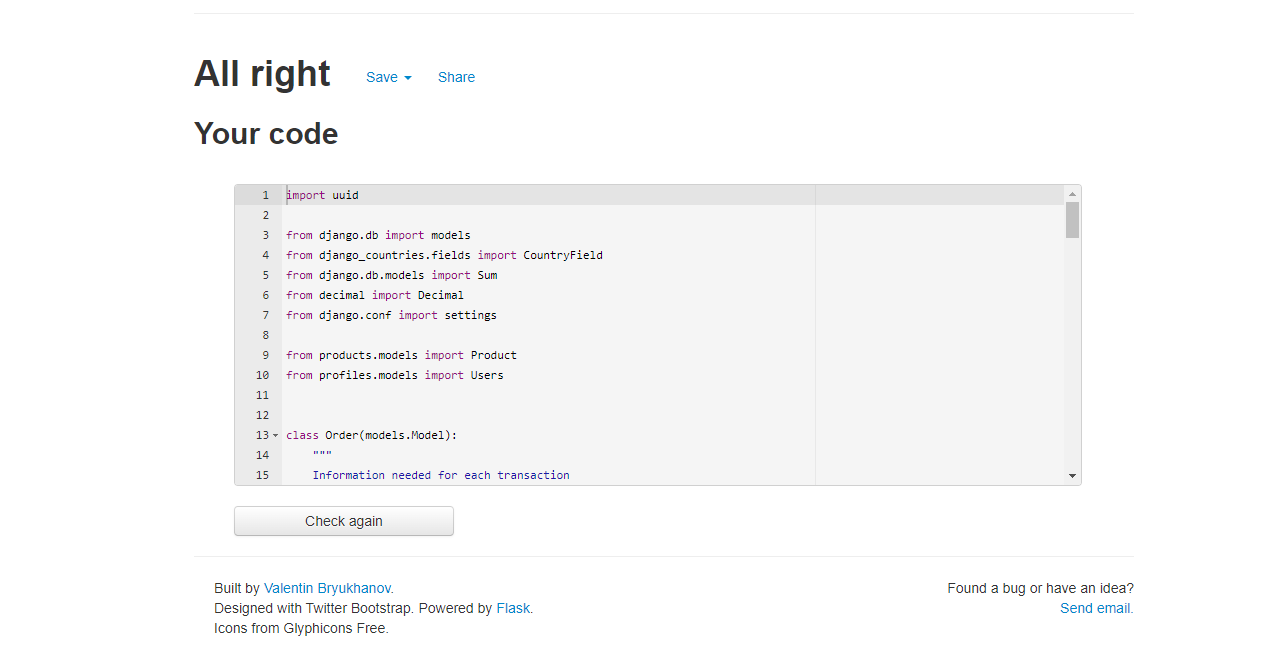 All right Save Share
Your code
1 import uuid
2
3 from django.db import models
4 from django_countries.fields import CountryField
5 from django.db.models import Sum
6 from decimal import Decimal
7 from django.conf import settings
8
9 from products.models import Product
10 from profiles.models import Users
11
12
13 class Order(models.Model):
14 """
15 Information needed for each transaction
Check again
Built by Valentin Bryukhanov. Found a bug or have an idea?
Designed with Twitter Bootstrap. Powered by Flask. Send email.
Icons from Glyphicons Free.